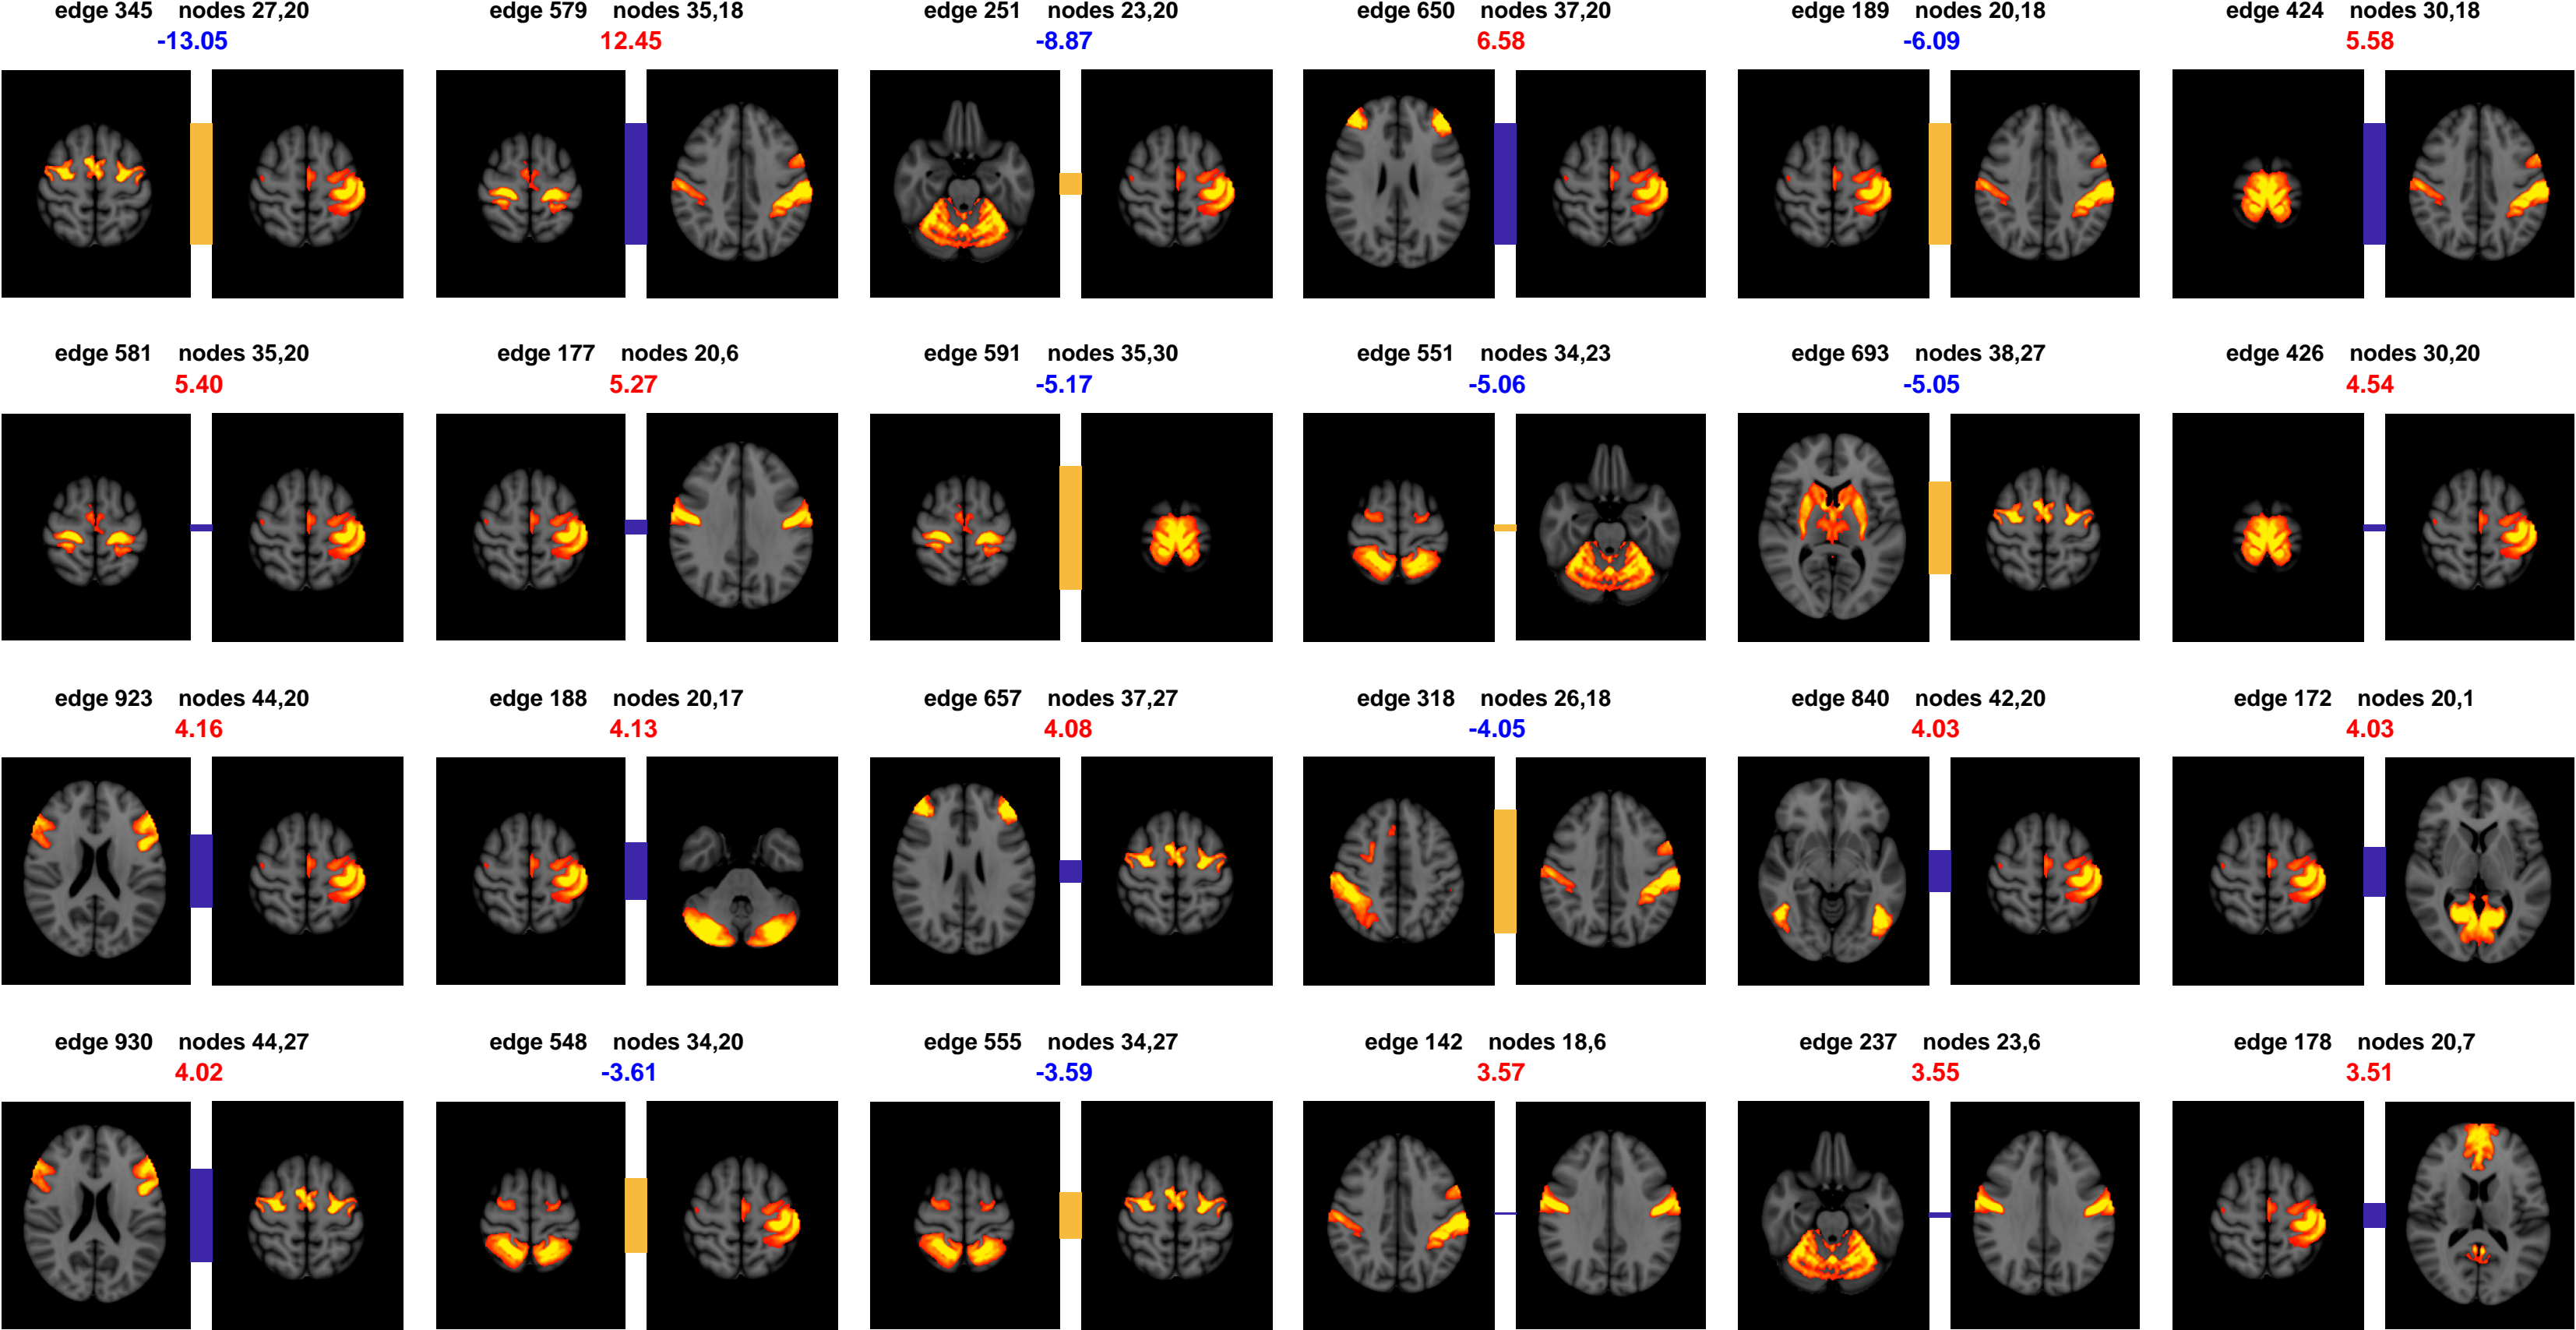 edge 345 nodes 27,20
-13.05
edge 579 nodes 35,18
12.45
edge 251 nodes 23,20
-8.87
edge 650 nodes 37,20
6.58
edge 189 nodes 20,18
-6.09
edge 424 nodes 30,18
5.58
edge 581 nodes 35,20
5.40
edge 177 nodes 20,6
5.27
edge 591 nodes 35,30
-5.17
edge 551 nodes 34,23
-5.06
edge 693 nodes 38,27
-5.05
edge 426 nodes 30,20
4.54
edge 923 nodes 44,20
4.16
edge 188 nodes 20,17
4.13
edge 657 nodes 37,27
4.08
edge 318 nodes 26,18
-4.05
edge 840 nodes 42,20
4.03
edge 172 nodes 20,1
4.03
edge 930 nodes 44,27
4.02
edge 548 nodes 34,20
-3.61
edge 555 nodes 34,27
-3.59
edge 142 nodes 18,6
3.57
edge 237 nodes 23,6
3.55
edge 178 nodes 20,7
3.51